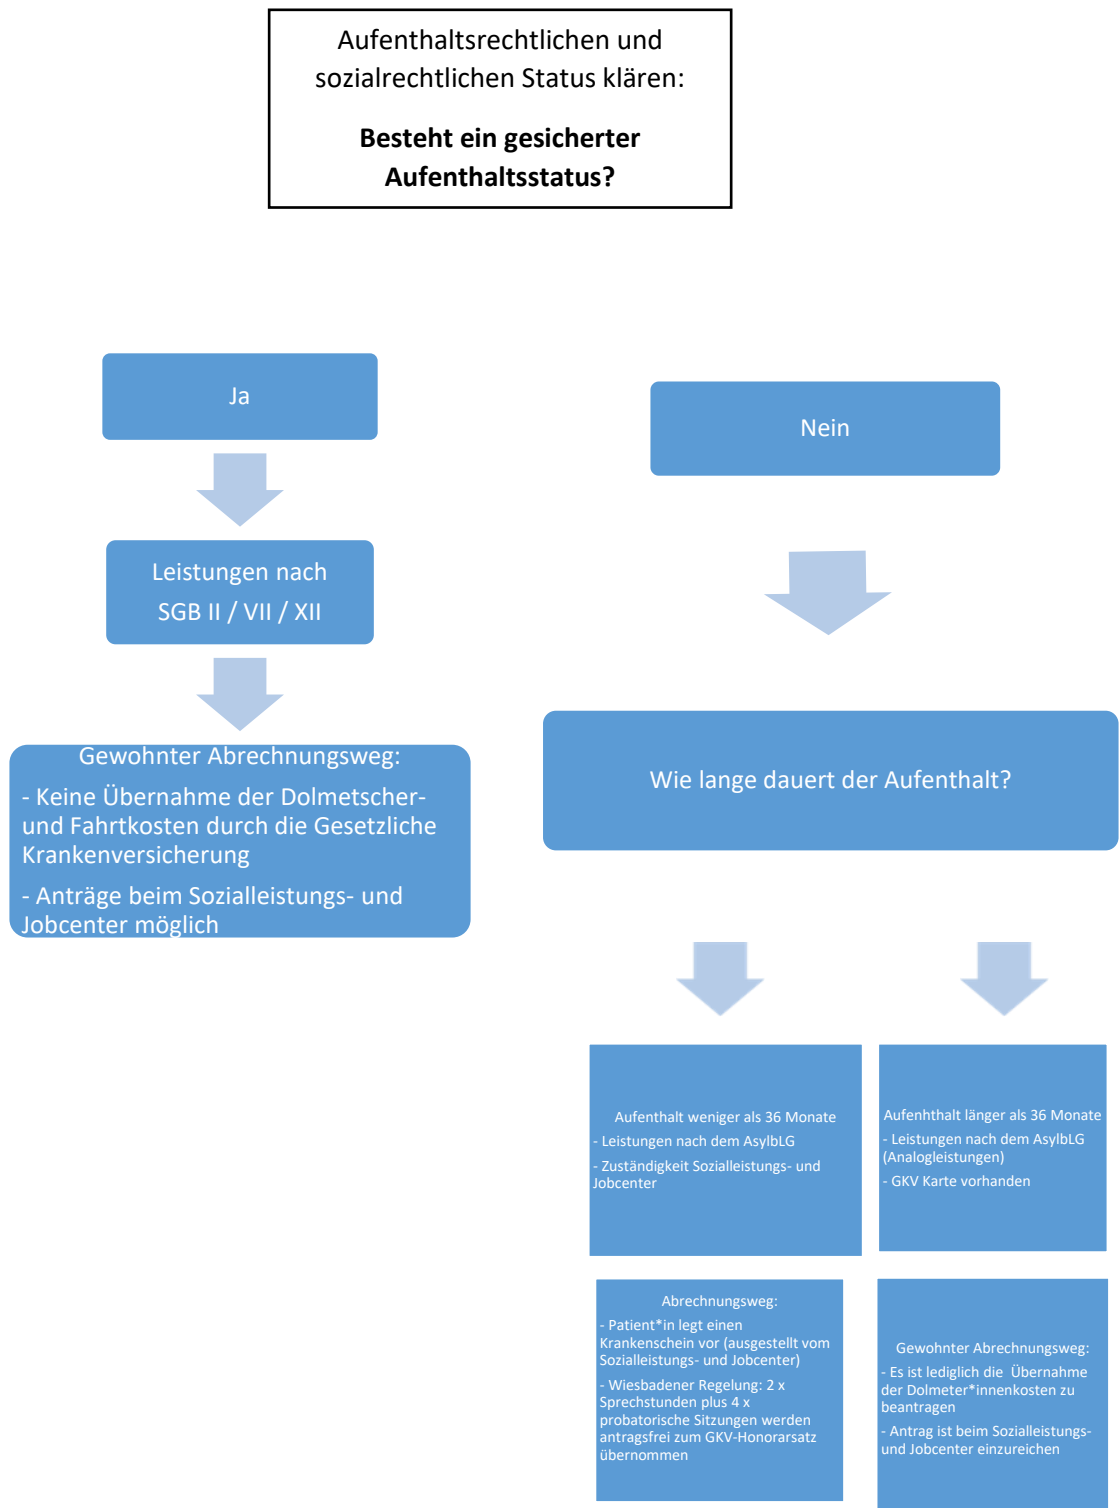 Aufenthaltsrechtlichen und
sozialrechtlichen Status klären:
Besteht ein gesicherter
Aufenthaltsstatus?
Ja
Leistungen nach
SGB II / VII / XII
Gewohnter Abrechnungsweg:
- Keine Übernahme der Dolmetscher-
und Fahrtkosten durch die Gesetzliche
Krankenversicherung
- Anträge beim Sozialleistungs- und
Jobcenter möglich
Nein
Wie lange dauert der Aufenthalt?
Aufenthalt weniger als 36 Monate
- Leistungen nach dem AsylbLG
- Zuständigkeit Sozialleistungs- und
Jobcenter
Abrechnungsweg:
- Patient*in legt einen
Krankenschein vor (ausgestellt vom
Sozialleistungs- und Jobcenter)
- Wiesbadener Regelung: 2 x
Sprechstunden plus 4 x
probatorische Sitzungen werden
antragsfrei zum GKV-Honorarsatz
übernommen
Aufenhthalt länger als 36 Monate
- Leistungen nach dem AsylbLG
(Analogleistungen)
- GKV Karte vorhanden
Gewohnter Abrechnungsweg:
- Es ist lediglich die Übernahme
der Dolmeter*innenkosten zu
beantragen
- Antrag ist beim Sozialleistungs-
und Jobcenter einzureichen